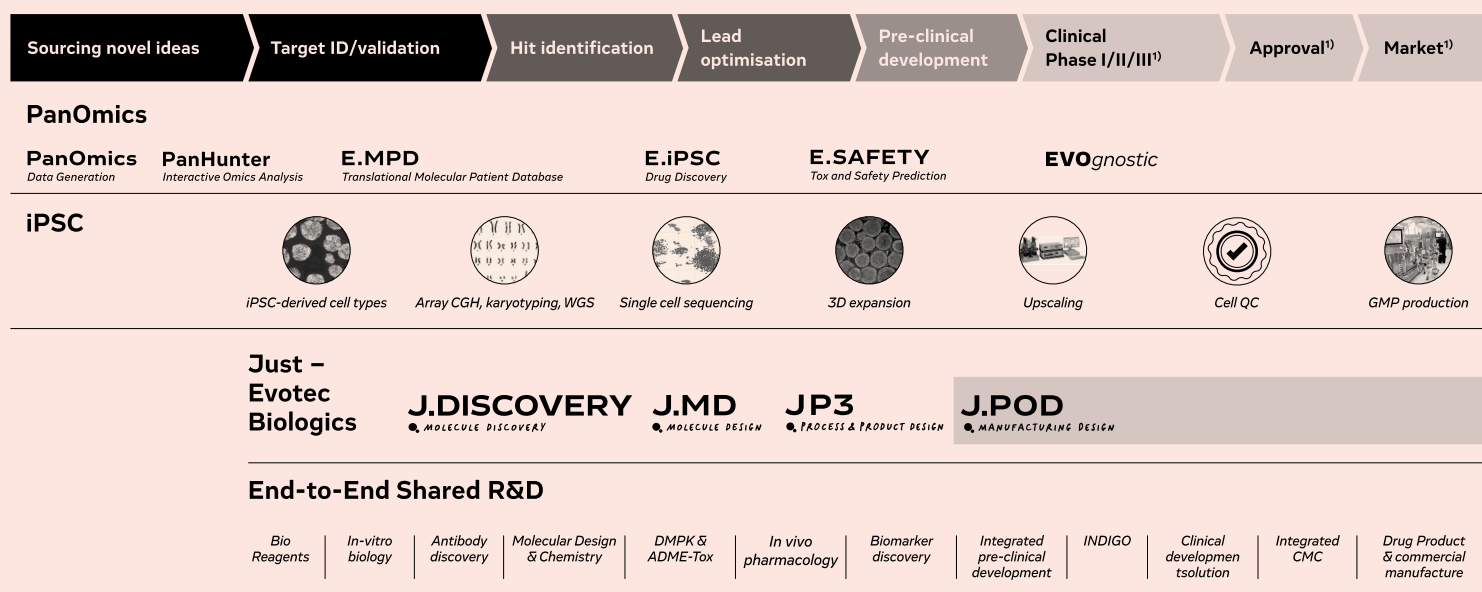 Sourcing novel ideas
Target ID/validation
Hit identification
Lead
optimisation
Pre-clinical
development
Clinical
Phase I/II/III¹⁾
Approval¹⁾
Market¹⁾
PanOmics
PanOmics
Data Generation
PanHunter
Interactive Omics Analysis
E.MPD
Translational Molecular Patient Database
E.iPSC
Drug Discovery
E.SAFETY
Tox and Safety Prediction
EVOgnostic
iPSC
iPSC-derived cell types
Array CGH, karyotyping, WGS
Single cell sequencing
3D expansion
Upscaling
Cell QC
GMP production
Just –
Evotec
Biologics
J.DISCOVERY
MOLECULE DISCOVERY
J.MD
MOLECULE DESIGN
JP3
PROCESS & PRODUCT DESIGN
J.POD
MANUFACTURING DESIGN
End-to-End Shared R&D
Bio
Reagents
In-vitro
biology
Antibody
discovery
Molecular Design
& Chemistry
DMPK &
ADME-Tox
In vivo
pharmacology
Biomarker
discovery
Integrated
pre-clinical
development
INDIGO
Clinical
developmen
tsolution
Integrated
CMC
Drug Product
& commercial
manufacture